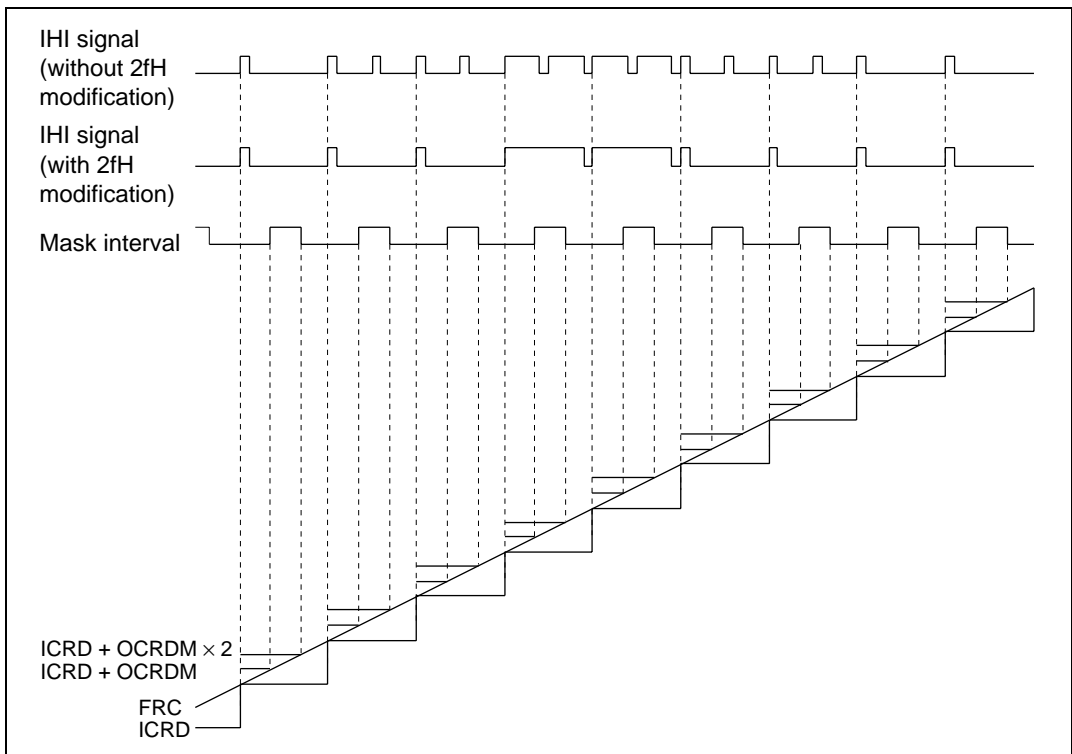 IHI signal
(without 2fH
modification)
IHI signal
(with 2fH
modification)
Mask interval
ICRD + OCRDM × 2
ICRD + OCRDM
FRC
ICRD